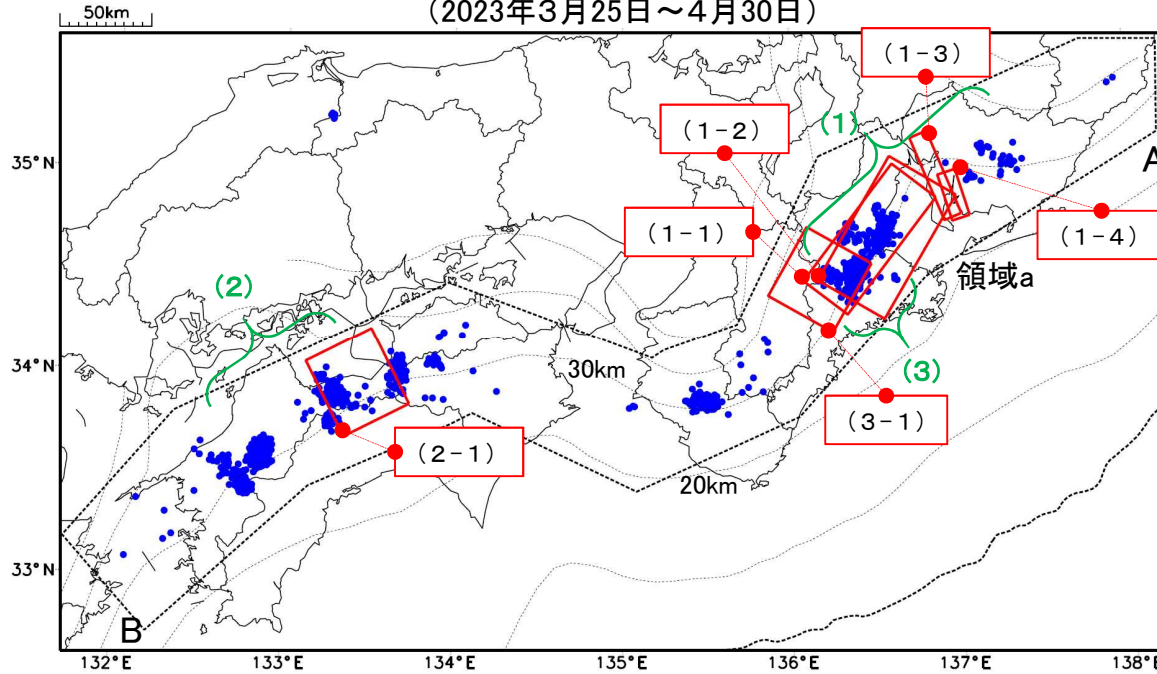 (2023年3月25日～4月30日)
50km
（1－3）
（1－2）
(1)
35°N
A
（1－1）
（1－4）
領域a
(2)
34°N
30km
(3)
（3－1）
（2－1）
20km
33°N
B
132°E
133°E
134°E
135°E
136°E
137°E
138°E